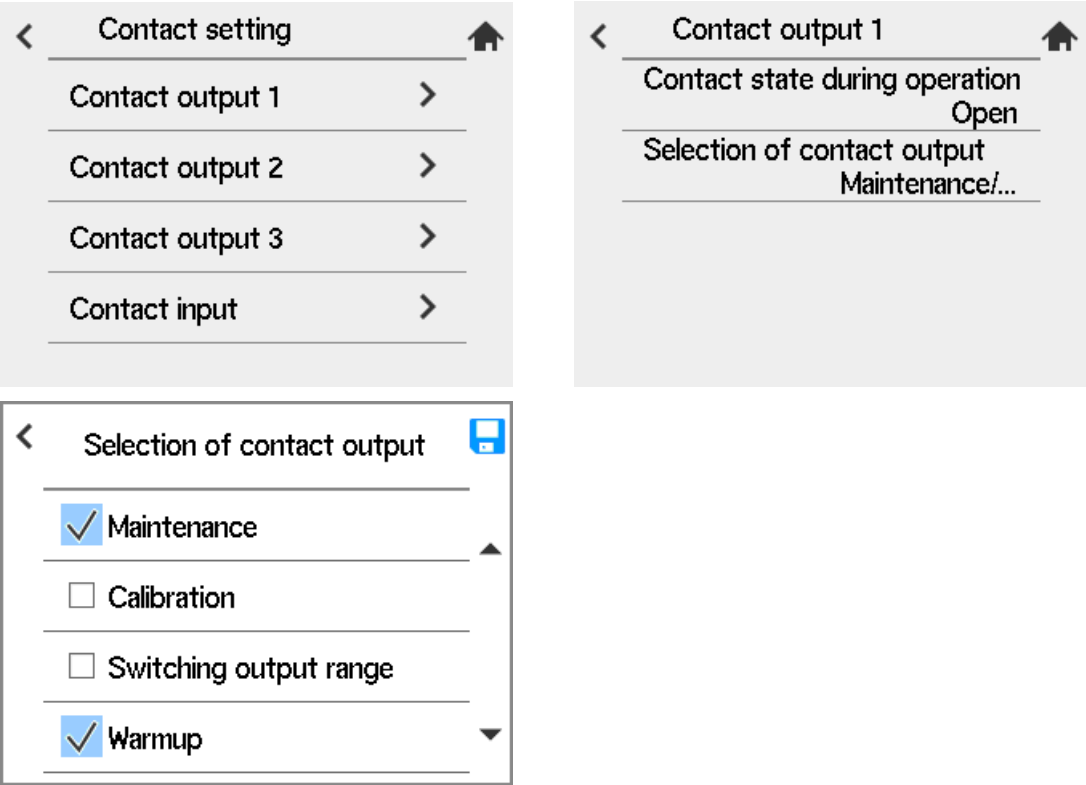 Contact setting
Contact output 1
Contact output 2
Contact output 3
Contact input
Contact output 1
Contact state during operation
Open
Selection of contact output
Maintenance/...
Selection of contact output
Maintenance
Calibration
Switching output range
Warmup